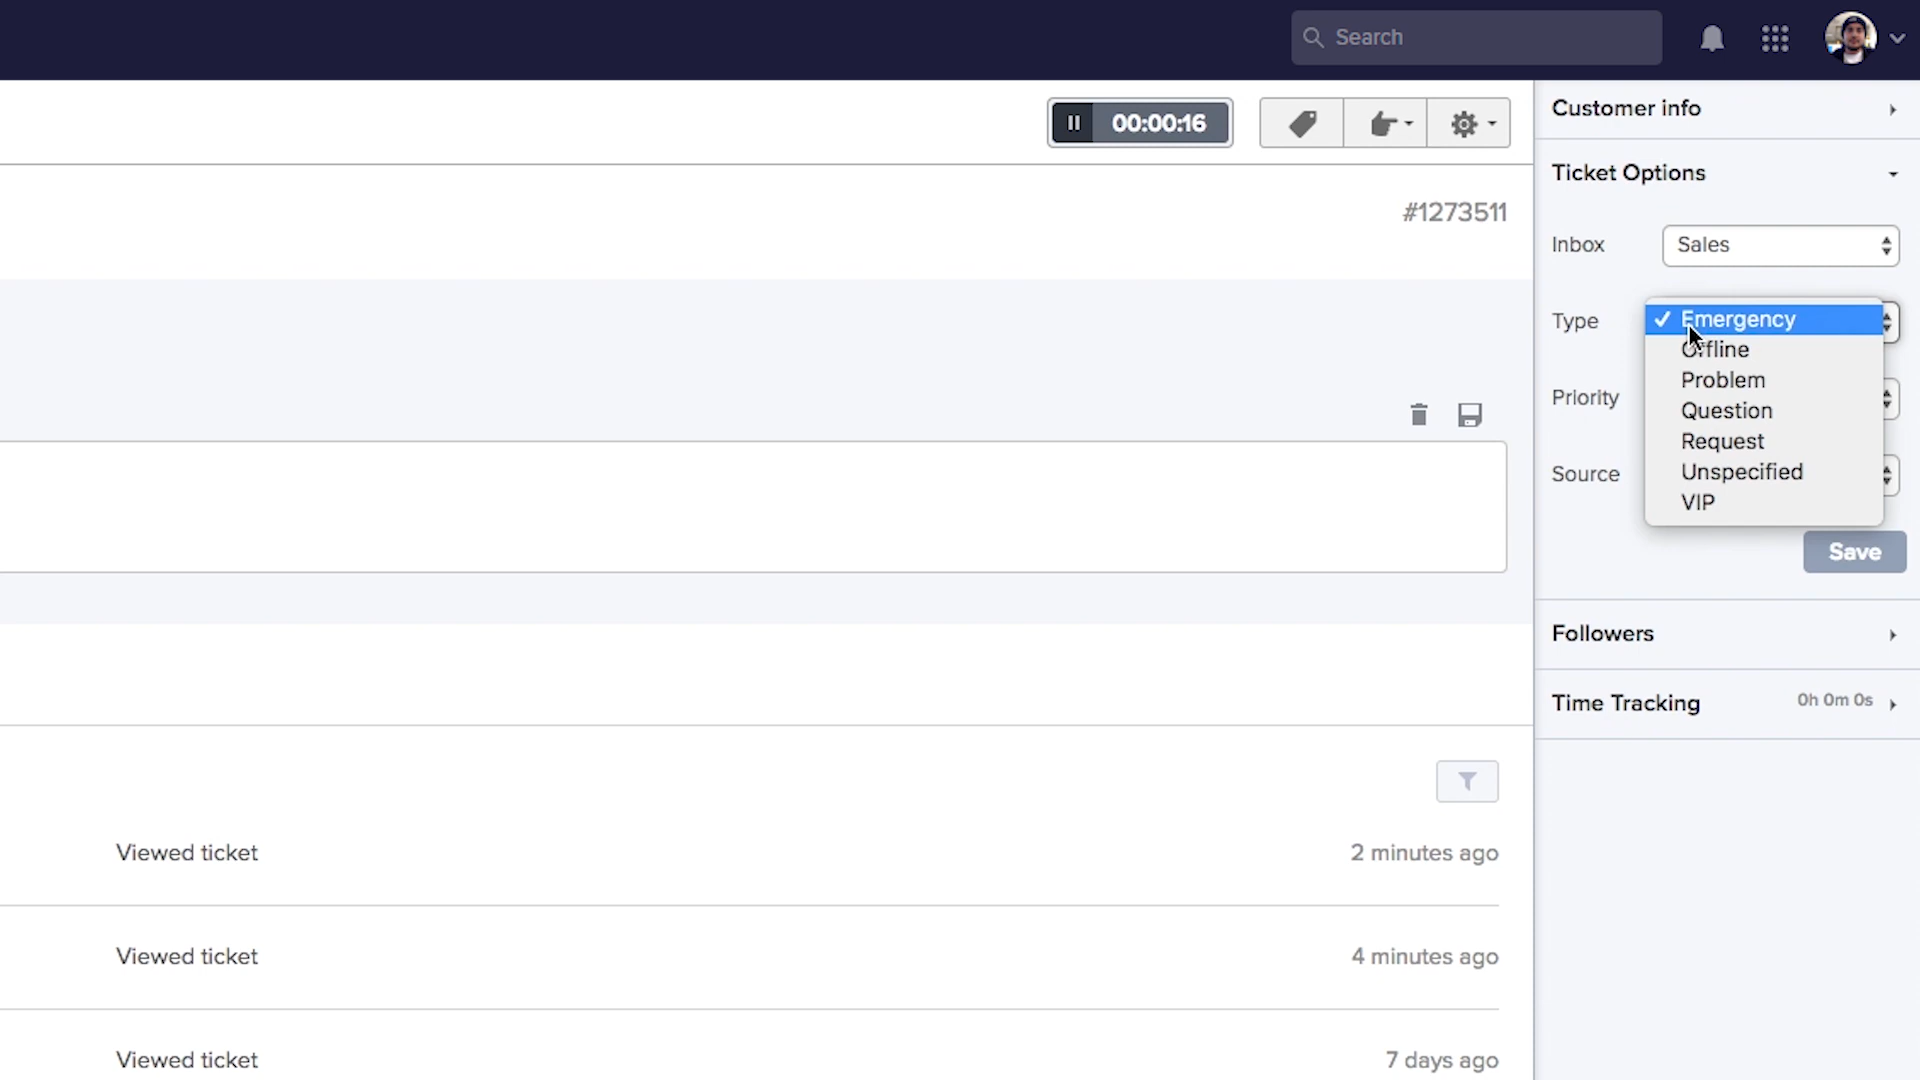 Search
00:00:16
#1273511
Customer info
Ticket Options
Inbox
Sales
Type
Emergency
Offline
Problem
Question
Request
Unspecified
VIP
Priority
Source
Save
Followers
Time Tracking
0h 0m 0s
Viewed ticket
2 minutes ago
Viewed ticket
4 minutes ago
Viewed ticket
7 days ago